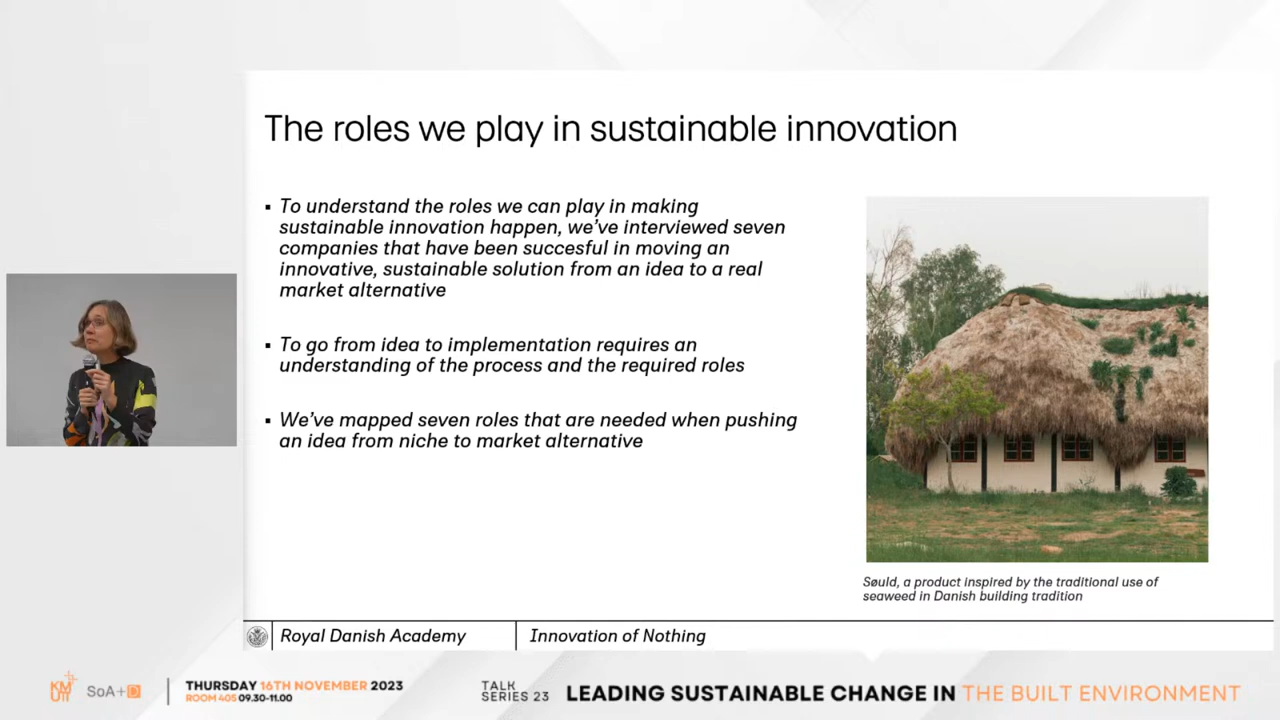 The roles we play in sustainable innovation
▪ To understand the roles we can play in making
sustainable innovation happen, we've interviewed seven
companies that have been succesful in moving an
innovative, sustainable solution from an idea to a real
market alternative
▪ To go from idea to implementation requires an
understanding of the process and the required roles
▪ We've mapped seven roles that are needed when pushing
an idea from niche to market alternative
Søuld, a product inspired by the traditional use of
seaweed in Danish building tradition
Royal Danish Academy
Innovation of Nothing
KMUTT
SoA+D
THURSDAY 16TH NOVEMBER 2023
ROOM 405 09.30-11.00
TALK
SERIES 23
LEADING SUSTAINABLE CHANGE IN THE BUILT ENVIRONMENT